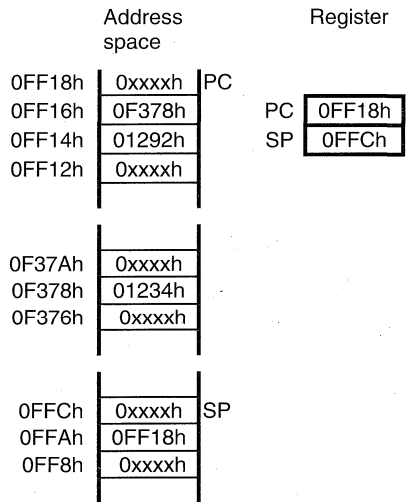 Address space
Register
0FF18h 0xxxxh PC
0FF16h 0F378h PC 0FF18h
0FF14h 01292h SP 0FFCh
0FF12h 0xxxxh
0F37Ah 0xxxxh
0F378h 01234h
0F376h 0xxxxh
0FFCh 0xxxxh SP
0FFAh 0FF18h
0FF8h 0xxxxh